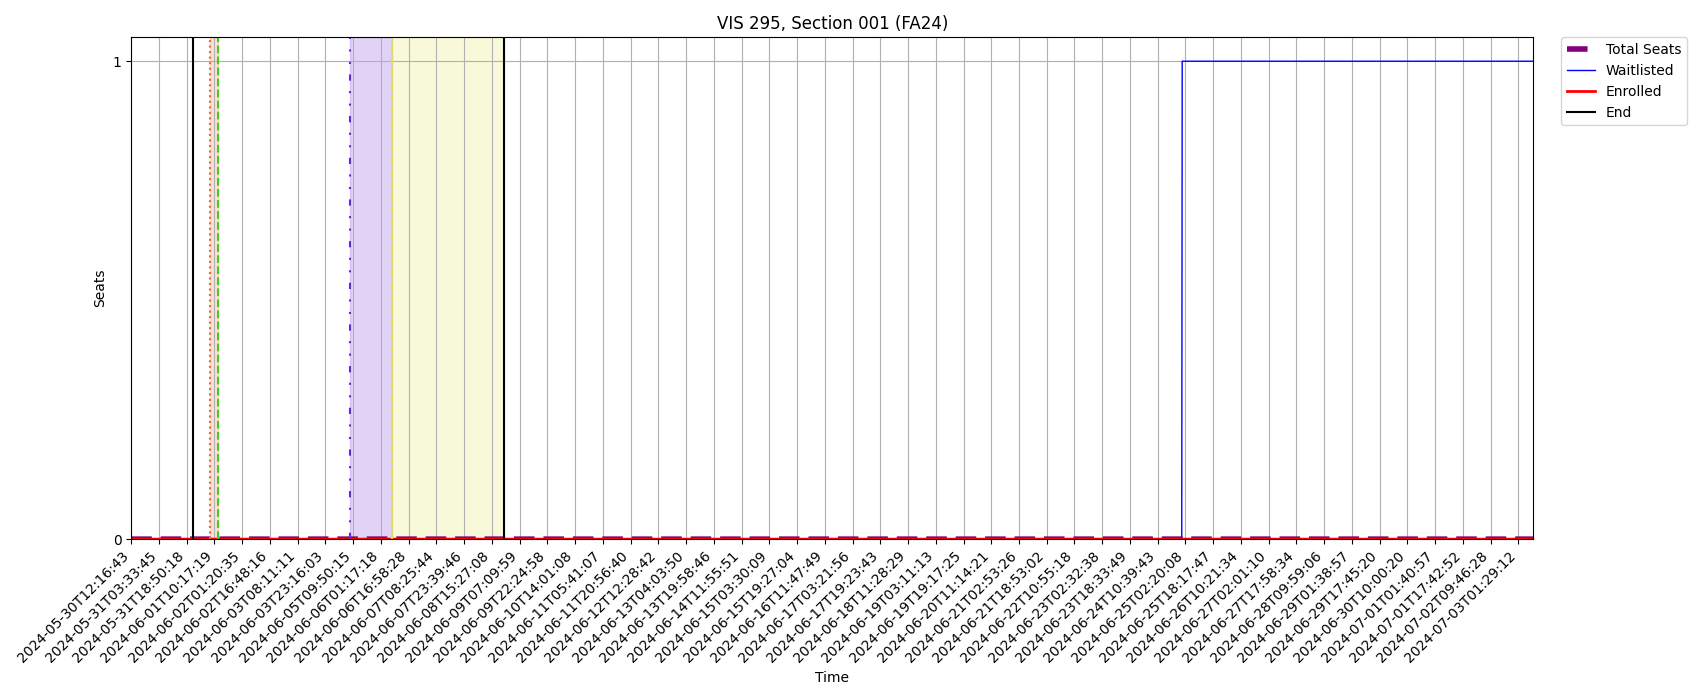 VIS 295, Section 001 (FA24)
Total Seats
Waitlisted
Enrolled
End
Seats
1
0
2024-05-30T12:16:43
2024-05-31T03:33:45
2024-05-31T18:50:18
2024-06-01T10:17:19
2024-06-02T01:20:35
2024-06-02T16:48:16
2024-06-03T08:11:11
2024-06-03T23:16:03
2024-06-05T09:50:15
2024-06-06T01:17:18
2024-06-06T16:58:28
2024-06-07T08:25:44
2024-06-07T23:39:46
2024-06-08T15:27:08
2024-06-09T07:09:59
2024-06-09T22:24:58
2024-06-10T14:01:08
2024-06-11T05:41:07
2024-06-11T20:56:40
2024-06-12T12:28:42
2024-06-13T04:03:50
2024-06-13T19:58:46
2024-06-14T11:55:51
2024-06-15T03:30:09
2024-06-15T19:27:04
2024-06-16T11:47:49
2024-06-17T03:21:56
2024-06-17T19:23:43
2024-06-18T11:28:29
2024-06-19T03:11:13
2024-06-19T19:17:25
2024-06-20T11:14:21
2024-06-21T02:53:26
2024-06-21T18:53:02
2024-06-22T10:55:18
2024-06-23T02:32:38
2024-06-23T18:33:49
2024-06-24T10:39:43
2024-06-25T02:20:08
2024-06-25T18:17:47
2024-06-26T10:21:34
2024-06-27T02:01:10
2024-06-27T17:58:34
2024-06-28T09:59:06
2024-06-29T01:38:57
2024-06-29T17:45:20
2024-06-30T10:00:20
2024-07-01T01:40:57
2024-07-01T17:42:52
2024-07-02T09:46:28
2024-07-03T01:29:12
Time